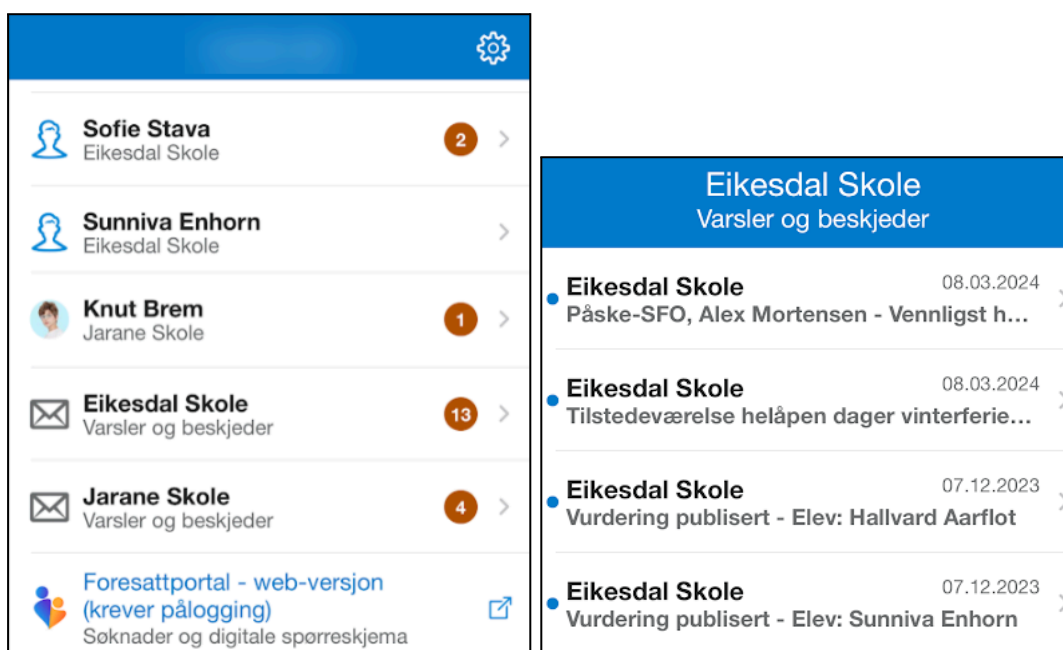 Sofie Stava
Eikesdal Skole
2
Sunniva Enhorn
Eikesdal Skole
Knut Brem
Jarane Skole
1
Eikesdal Skole
Varsler og beskjeder
13
Jarane Skole
Varsler og beskjeder
4
Foresattportal - web-versjon
(krever pålogging)
Søknader og digitale spørreskjema
Eikesdal Skole
Varsler og beskjeder
Eikesdal Skole 08.03.2024
Påske-SFO, Alex Mortensen - Vennligst h...
Eikesdal Skole 08.03.2024
Tilstedeværelse helåpen dager vinterferie...
Eikesdal Skole 07.12.2023
Vurdering publisert - Elev: Hallvard Aarflot
Eikesdal Skole 07.12.2023
Vurdering publisert - Elev: Sunniva Enhorn